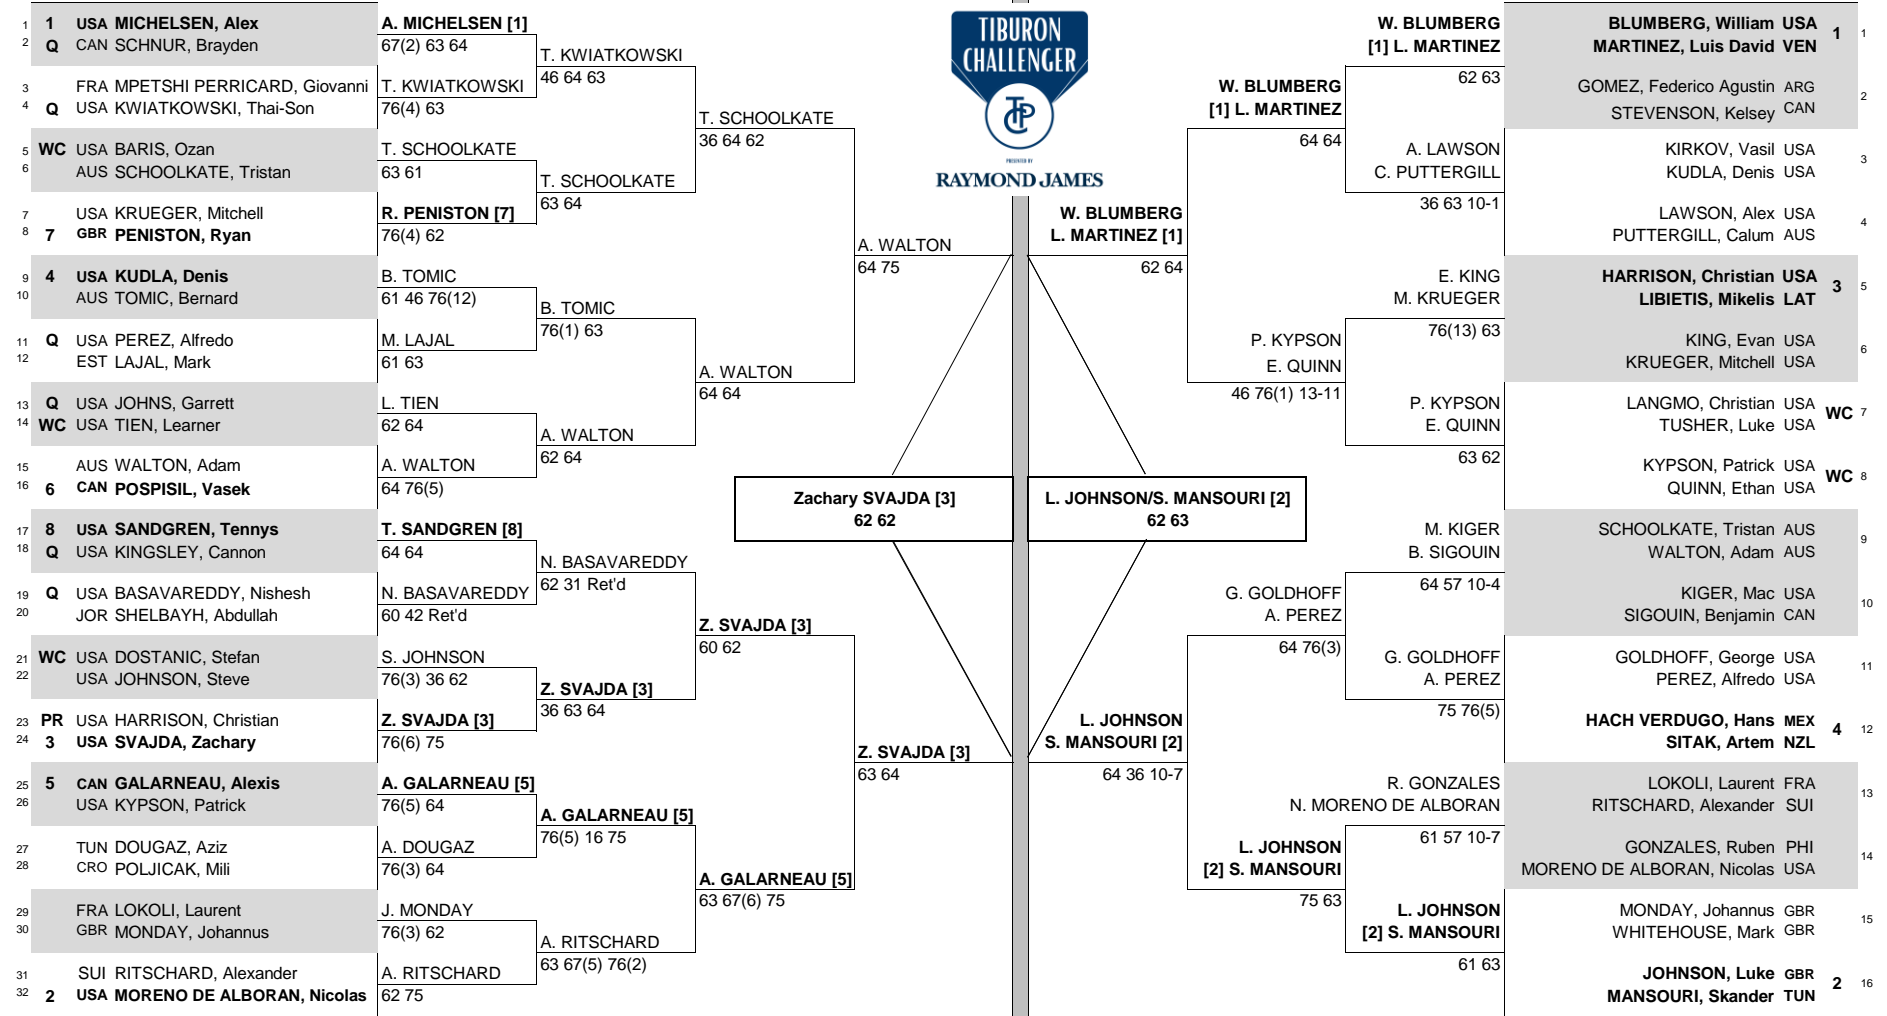 1 1 USA MICHELSEN, Alex
2 Q CAN SCHNUR, Brayden
3 FRA MPETSHI PERRICARD, Giovanni
4 Q USA KWIATKOWSKI, Thai-Son
5 WC USA BARIS, Ozan
6 AUS SCHOOLKATE, Tristan
7 USA KRUEGER, Mitchell
8 7 GBR PENISTON, Ryan
9 4 USA KUDLA, Denis
10 AUS TOMIC, Bernard
11 Q USA PEREZ, Alfredo
12 EST LAJAL, Mark
13 Q USA JOHNS, Garrett
14 WC USA TIEN, Learner
15 AUS WALTON, Adam
16 6 CAN POSPISIL, Vasek
17 8 USA SANDGREN, Tennys
18 Q USA KINGSLEY, Cannon
19 Q USA BASAVAREDDY, Nishesh
20 JOR SHELBAYH, Abdullah
21 WC USA DOSTANIC, Stefan
22 USA JOHNSON, Steve
23 PR USA HARRISON, Christian
24 3 USA SVAJDA, Zachary
25 5 CAN GALARNEAU, Alexis
26 USA KYPSON, Patrick
27 TUN DOUGAZ, Aziz
28 CRO POLJICAK, Mili
29 FRA LOKOLI, Laurent
30 GBR MONDAY, Johannus
31 SUI RITSCHARD, Alexander
32 2 USA MORENO DE ALBORAN, Nicolas
A. MICHELSEN [1]
67(2) 63 64
T. KWIATKOWSKI
76(4) 63
T. SCHOOLKATE
63 61
R. PENISTON [7]
76(4) 62
B. TOMIC
61 46 76(12)
M. LAJAL
61 63
L. TIEN
62 64
A. WALTON
64 76(5)
T. SANDGREN [8]
64 64
N. BASAVAREDDY
60 42 Ret'd
S. JOHNSON
76(3) 36 62
Z. SVAJDA [3]
76(6) 75
A. GALARNEAU [5]
76(5) 64
A. DOUGAZ
76(3) 64
J. MONDAY
76(3) 62
A. RITSCHARD
62 75
T. KWIATKOWSKI
46 64 63
T. SCHOOLKATE
63 64
B. TOMIC
76(1) 63
A. WALTON
62 64
N. BASAVAREDDY
62 31 Ret'd
Z. SVAJDA [3]
36 63 64
A. GALARNEAU [5]
76(5) 16 75
A. RITSCHARD
63 67(5) 76(2)
T. SCHOOLKATE
36 64 62
A. WALTON
64 64
Z. SVAJDA [3]
60 62
A. GALARNEAU [5]
63 67(6) 75
A. WALTON
64 75
Z. SVAJDA [3]
63 64
Zachary SVAJDA [3]
62 62
TIBURON
CHALLENGER
TPC
PRESENTED BY
RAYMOND JAMES
L. JOHNSON/S. MANSOURI [2]
62 63
W. BLUMBERG
L. MARTINEZ [1]
62 64
L. JOHNSON
S. MANSOURI [2]
64 36 10-7
W. BLUMBERG
[1] L. MARTINEZ
64 64
P. KYPSON
E. QUINN
46 76(1) 13-11
G. GOLDHOFF
A. PEREZ
64 76(3)
L. JOHNSON
[2] S. MANSOURI
75 63
W. BLUMBERG
[1] L. MARTINEZ
62 63
A. LAWSON
C. PUTTERGILL
36 63 10-1
E. KING
M. KRUEGER
76(13) 63
P. KYPSON
E. QUINN
63 62
M. KIGER
B. SIGOUIN
64 57 10-4
G. GOLDHOFF
A. PEREZ
75 76(5)
R. GONZALES
N. MORENO DE ALBORAN
61 57 10-7
L. JOHNSON
[2] S. MANSOURI
61 63
BLUMBERG, William USA 1 1
MARTINEZ, Luis David VEN
GOMEZ, Federico Agustin ARG 2
STEVENSON, Kelsey CAN
KIRKOV, Vasil USA 3
KUDLA, Denis USA
LAWSON, Alex USA 4
PUTTERGILL, Calum AUS
HARRISON, Christian USA 3 5
LIBIETIS, Mikelis LAT
KING, Evan USA 6
KRUEGER, Mitchell USA
LANGMO, Christian USA WC 7
TUSHER, Luke USA
KYPSON, Patrick USA WC 8
QUINN, Ethan USA
SCHOOLKATE, Tristan AUS 9
WALTON, Adam AUS
KIGER, Mac USA 10
SIGOUIN, Benjamin CAN
GOLDHOFF, George USA 11
PEREZ, Alfredo USA
HACH VERDUGO, Hans MEX 4 12
SITAK, Artem NZL
LOKOLI, Laurent FRA 13
RITSCHARD, Alexander SUI
GONZALES, Ruben PHI 14
MORENO DE ALBORAN, Nicolas USA
MONDAY, Johannus GBR 15
WHITEHOUSE, Mark GBR
JOHNSON, Luke GBR 2 16
MANSOURI, Skander TUN